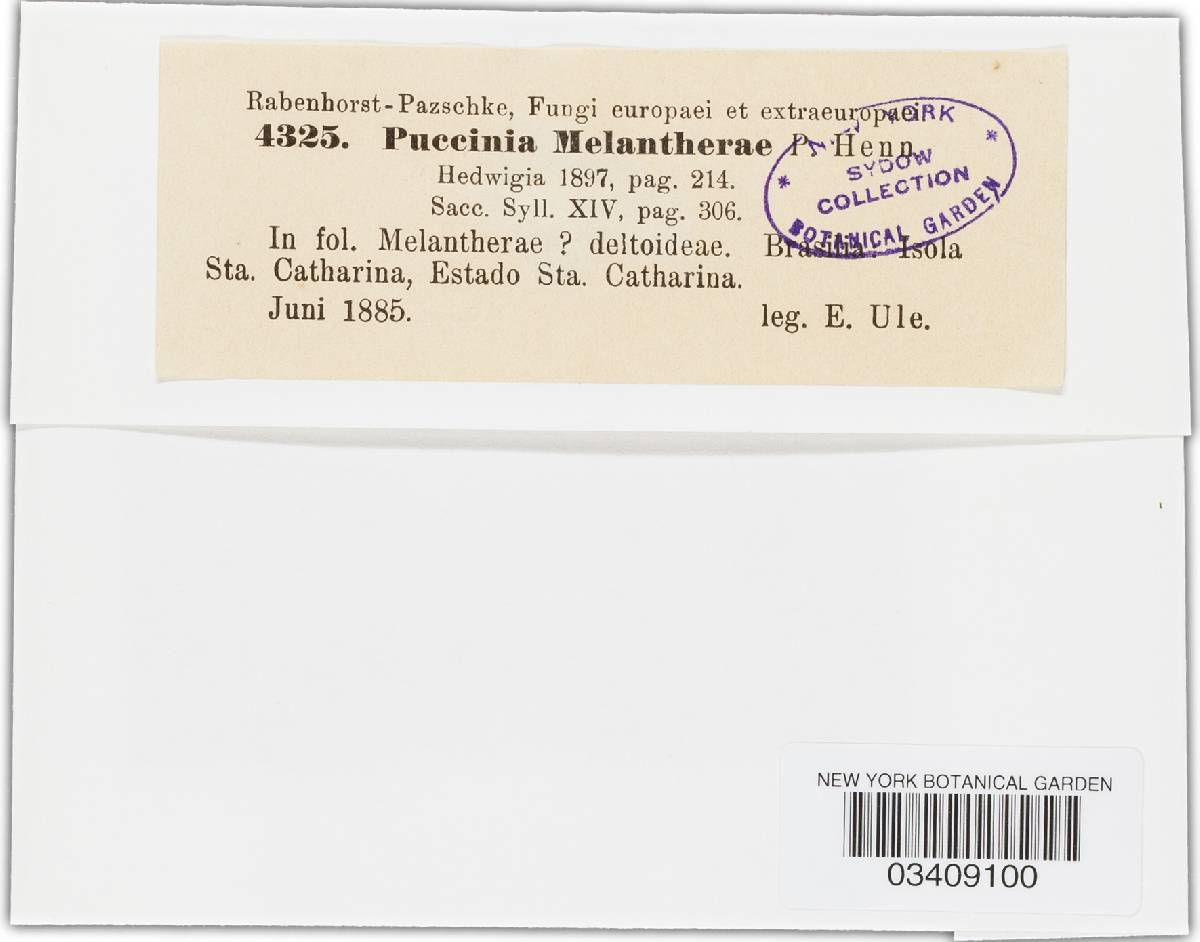 Rabenhorst-Pazschke, Fungi europaei et extraeuropaei.
4325. Puccinia Melantherae P. Henn.
Hedwigia 1897, pag. 214.
Sacc. Syll. XIV, pag. 306.
In fol. Melantherae ? deltoideae. Brasilia: Isola
Sta. Catharina, Estado Sta. Catharina.
Juni 1885. leg. E. Ule.
NEW YORK
* SYDOW *
COLLECTION
BOTANICAL GARDEN
NEW YORK BOTANICAL GARDEN
03409100